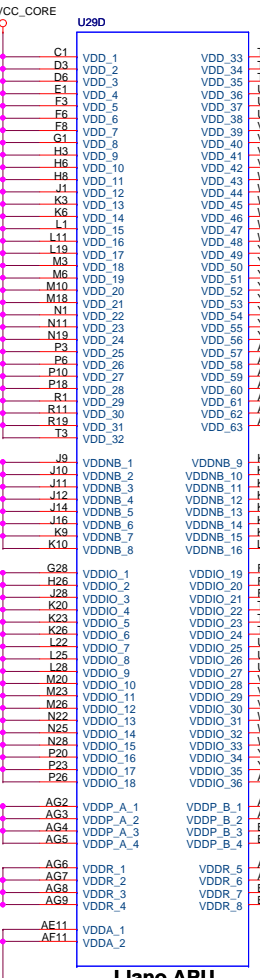 VCC_CORE
U29D
C1 VDD_1 VDD_33
D3 VDD_2 VDD_34
D6 VDD_3 VDD_35
E1 VDD_4 VDD_36
F3 VDD_5 VDD_37
F6 VDD_6 VDD_38
F8 VDD_7 VDD_39
G1 VDD_8 VDD_40
H3 VDD_9 VDD_41
H6 VDD_10 VDD_42
H8 VDD_11 VDD_43
J1 VDD_12 VDD_44
K3 VDD_13 VDD_45
K6 VDD_14 VDD_46
L1 VDD_15 VDD_47
L11 VDD_16 VDD_48
L19 VDD_17 VDD_49
M3 VDD_18 VDD_50
M6 VDD_19 VDD_51
M10 VDD_20 VDD_52
M18 VDD_21 VDD_53
N1 VDD_22 VDD_54
N11 VDD_23 VDD_55
N19 VDD_24 VDD_56
P3 VDD_25 VDD_57
P6 VDD_26 VDD_58
P10 VDD_27 VDD_59
P18 VDD_28 VDD_60
R1 VDD_29 VDD_61
R11 VDD_30 VDD_62
R19 VDD_31 VDD_63
T3 VDD_32
J9 VDDNB_1 VDDNB_9
J10 VDDNB_2 VDDNB_10
J11 VDDNB_3 VDDNB_11
J12 VDDNB_4 VDDNB_12
J14 VDDNB_5 VDDNB_13
J16 VDDNB_6 VDDNB_14
K9 VDDNB_7 VDDNB_15
K10 VDDNB_8 VDDNB_16
G28 VDDIO_1 VDDIO_19
H26 VDDIO_2 VDDIO_20
J28 VDDIO_3 VDDIO_21
K20 VDDIO_4 VDDIO_22
K23 VDDIO_5 VDDIO_23
K26 VDDIO_6 VDDIO_24
L22 VDDIO_7 VDDIO_25
L25 VDDIO_8 VDDIO_26
L28 VDDIO_9 VDDIO_27
M20 VDDIO_10 VDDIO_28
M23 VDDIO_11 VDDIO_29
M26 VDDIO_12 VDDIO_30
N22 VDDIO_13 VDDIO_31
N25 VDDIO_14 VDDIO_32
N28 VDDIO_15 VDDIO_33
P20 VDDIO_16 VDDIO_34
P23 VDDIO_17 VDDIO_35
P26 VDDIO_18 VDDIO_36
AG2 VDDP_A_1 VDDP_B_1
AG3 VDDP_A_2 VDDP_B_2
AG4 VDDP_A_3 VDDP_B_3
AG5 VDDP_A_4 VDDP_B_4
AG6 VDDR_1 VDDR_5
AG7 VDDR_2 VDDR_6
AG8 VDDR_3 VDDR_7
AG9 VDDR_4 VDDR_8
AE11 VDDA_1
AF11 VDDA_2
Llano APU